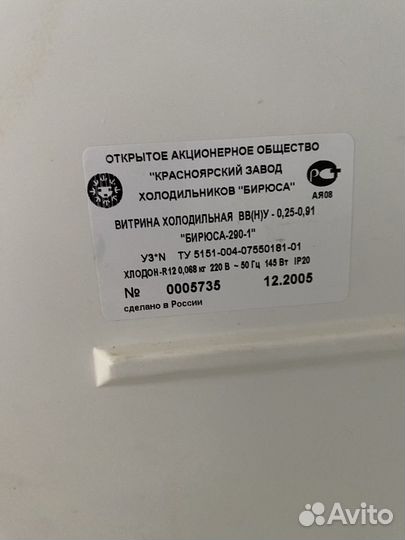 ОТКРЫТОЕ АКЦИОНЕРНОЕ ОБЩЕСТВО
"КРАСНОЯРСКИЙ ЗАВОД
ХОЛОДИЛЬНИКОВ "БИРЮСА"
АЯ08
ВИТРИНА ХОЛОДИЛЬНАЯ ВВ(Н)У - 0,25-0,91
"БИРЮСА-290-1"
У3*N ТУ 5151-004-07550181-01
ХЛОДОН-R12 0,068 кг 220 В ~ 50 Гц 145 Вт IP20
№ 0005735 12.2005
сделано в России
Avito